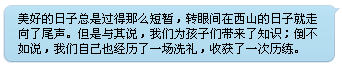 美好的日子总是过得那么短暂，转眼间在西山的日子就走
向了尾声。但是与其说，我们为孩子们带来了知识；倒不
如说，我们自己也经历了一场洗礼，收获了一次历练。